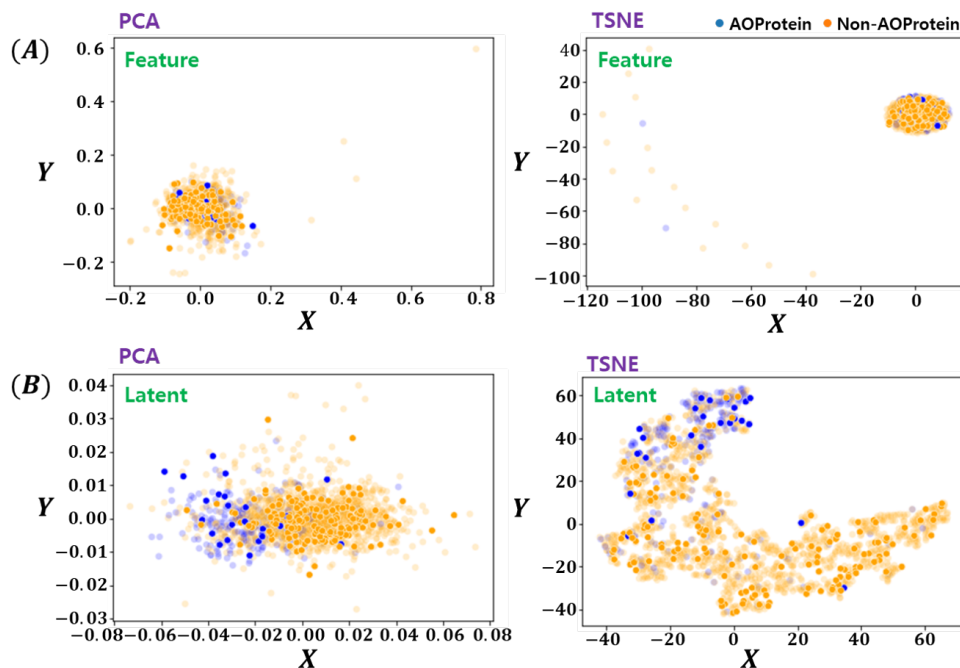 PCA
TSNE
AOProtein
Non-AOProtein
(A)
Feature
0.6
0.4
0.2
0.0
−0.2
Y
−0.2 0.0 0.2 0.4 0.6 0.8
X
Feature
40
20
0
−20
−40
−60
−80
−100
Y
−120 −100 −80 −60 −40 −20 0
X
PCA
TSNE
(B)
Latent
0.04
0.03
0.02
0.01
0.00
−0.01
−0.02
−0.03
Y
−0.08 −0.06 −0.04 −0.02 0.00 0.02 0.04 0.06 0.08
X
Latent
60
40
20
0
−20
−40
Y
−40 −20 0 20 40 60
X